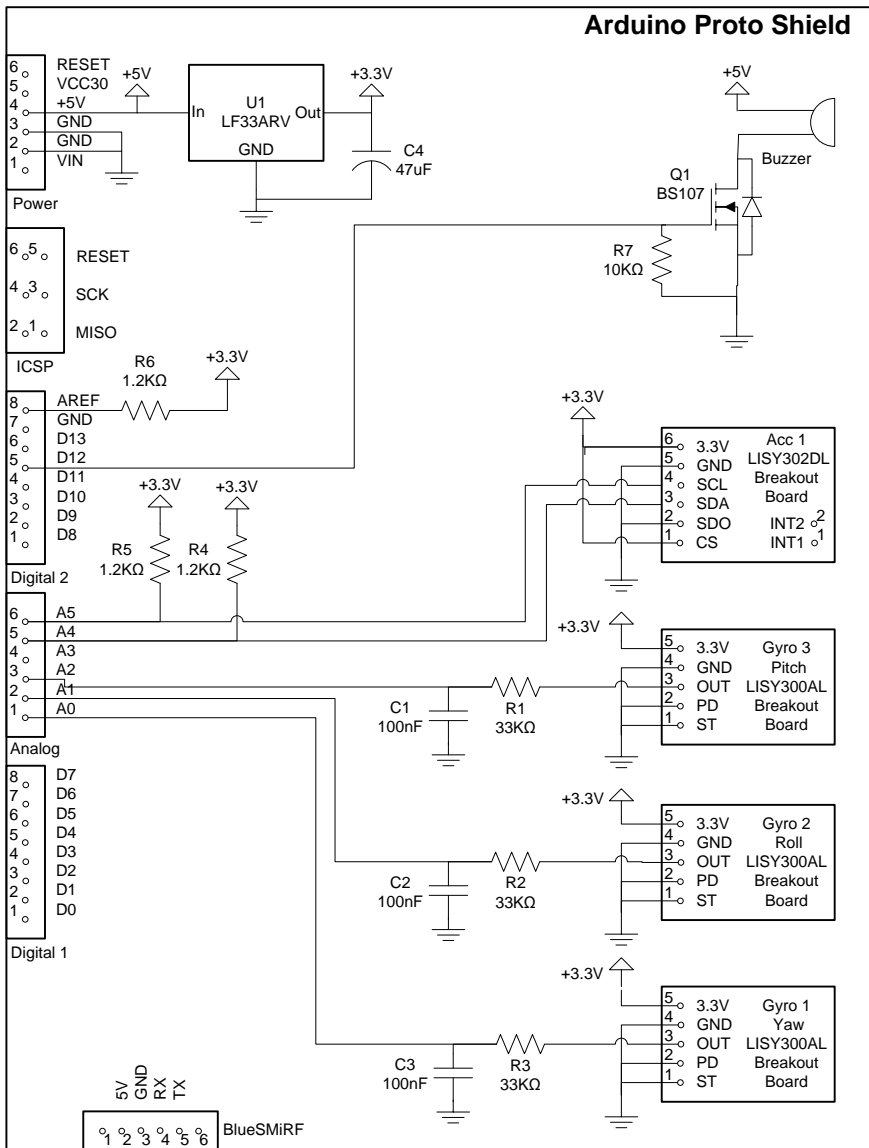 Arduino Proto Shield
6 RESET
5 VCC30
4 +5V
3 GND
2 GND
1 VIN
Power
+5V
In U1 Out
LF33ARV
GND
+3.3V
C4
47uF
+5V
Buzzer
Q1
BS107
R7
10KΩ
6 5 RESET
4 3 SCK
2 1 MISO
ICSP
R6
1.2KΩ
+3.3V
8 AREF
7 GND
6 D13
5 D12
4 D11
3 D10
2 D9
1 D8
Digital 2
+3.3V
+3.3V
R5
1.2KΩ
R4
1.2KΩ
+3.3V
6 3.3V Acc 1
5 GND LISY302DL
4 SCL Breakout
3 SDA Board
2 SDO INT2 2
1 CS INT1 1
6 A5
5 A4
4 A3
3 A2
2 A1
1 A0
Analog
+3.3V
5 3.3V Gyro 3
4 GND Pitch
3 OUT LISY300AL
2 PD Breakout
1 ST Board
C1
100nF
R1
33KΩ
8 D7
7 D6
6 D5
5 D4
4 D3
3 D2
2 D1
1 D0
Digital 1
+3.3V
5 3.3V Gyro 2
4 GND Roll
3 OUT LISY300AL
2 PD Breakout
1 ST Board
C2
100nF
R2
33KΩ
+3.3V
5 3.3V Gyro 1
4 GND Yaw
3 OUT LISY300AL
2 PD Breakout
1 ST Board
C3
100nF
R3
33KΩ
5V
GND
RX
TX
1 2 3 4 5 6 BlueSMiRF